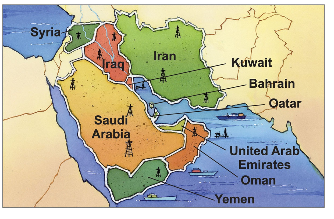 Syria
Iraq
Iran
Kuwait
Bahrain
Qatar
Saudi
Arabia
United Arab
Emirates
Oman
Yemen